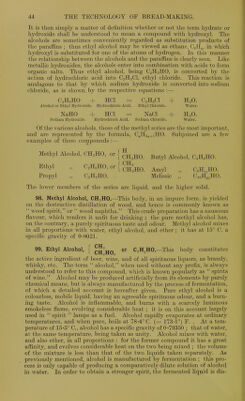 44 THE TECHNOLOGY OF BREAD-MAKING.
It is then simply a matter of definition whether or not the term hydrate or
hydroxide shall be understood to mean a compound with hydroxyl. The
alcohols are sometimes conveniently regarded as substitution products of
the paraffins; thus ethyl alcohol may be viewed as ethane, C₂H₆, in which
hydroxyl is substituted for one of the atoms of hydrogen. In this manner
the relationship between the alcohols and the paraffins is clearly seen. Like
metallic hydroxides, the alcohols enter into combination with acids to form
organic salts. Thus ethyl alcohol, being C₂H₅HO, is converted by the
action of hydrochloric acid into C₂H₅Cl, ethyl chloride. This reaction is
analogous to that by which sodium hydroxide is converted into sodium
chloride, as is shown by the respective equations :—
C₂H₅HO + HCl = C₂H₅Cl + H₂O.
Alcohol or Ethyl Hydroxide. Hydrochloric Acid. Ethyl Chloride. Water.
NaHO + HCl = NaCl + H₂O.
Sodium Hydroxide. Hydrochloric Acid. Sodium Chloride. Water.
Of the various alcohols, those of the methyl series are the most important,
and are represented by the formula, CₙH₂ₙ₊₁HO. Subjoined are a few
examples of these compounds :—
Methyl Alcohol, CH₃HO, or { H CH₂HO. Butyl Alcohol, C₄H₉HO.
Ethyl „ C₂H₅HO, or { CH₃ CH₂HO. Amyl „ C₅H₁₁HO.
Propyl „ C₃H₇HO. Melissic „ C₃₀H₆₁HO.
The lower members of the series are liquid, and the higher solid.
98. Methyl Alcohol, CH₃HO.—This body, in an impure form, is yielded
on the destructive distillation of wood, and hence is commonly known as
“ wood spirit,” or “ wood naphtha.” This crude preparation has a nauseous
flavour, which renders it unfit for drinking ; the pure methyl alcohol has,
on the contrary, a purely spirituous taste and odour. Methyl alcohol mixes
in all proportions with water, ethyl alcohol, and ether ; it has at 15° C. a
specific gravity of 0·8021.
99. Ethyl Alcohol, { CH₃ CH₂HO, or C₂H₅HO.—This body constitutes
the active ingredient of beer, wine, and of all spirituous liquors, as brandy,
whisky, etc. The term “ alcohol,” when used without any prefix, is always
understood to refer to this compound, which is known popularly as “ spirits
of wine.” Alcohol may be produced artificially from its elements by purely
chemical means, but is always manufactured by the process of fermentation,
of which a detailed account is hereafter given. Pure ethyl alcohol is a
colourless, mobile liquid, having an agreeable spirituous odour, and a burn-
ing taste. Alcohol is inflammable, and burns with a scarcely luminous
smokeless flame, evolving considerable heat ; it is on this account largely
used in “ spirit ” lamps as a fuel. Alcohol rapidly evaporates at ordinary
temperatures, and when pure, boils at 78·4° C. (= 173·1°) F. At a tem-
perature of 15·5° C., alcohol has a specific gravity of 0·79350 ; that of water,
at the same temperature, being taken as unity. Alcohol mixes with water,
and also ether, in all proportions ; for the former compound it has a great
affinity, and evolves considerable heat on the two being mixed ; the volume
of the mixture is less than that of the two liquids taken separately. As
previously mentioned, alcohol is manufactured by fermentation ; this pro-
cess is only capable of producing a comparatively dilute solution of alcohol
in water. In order to obtain a stronger spirit, the fermented liquid is dis-